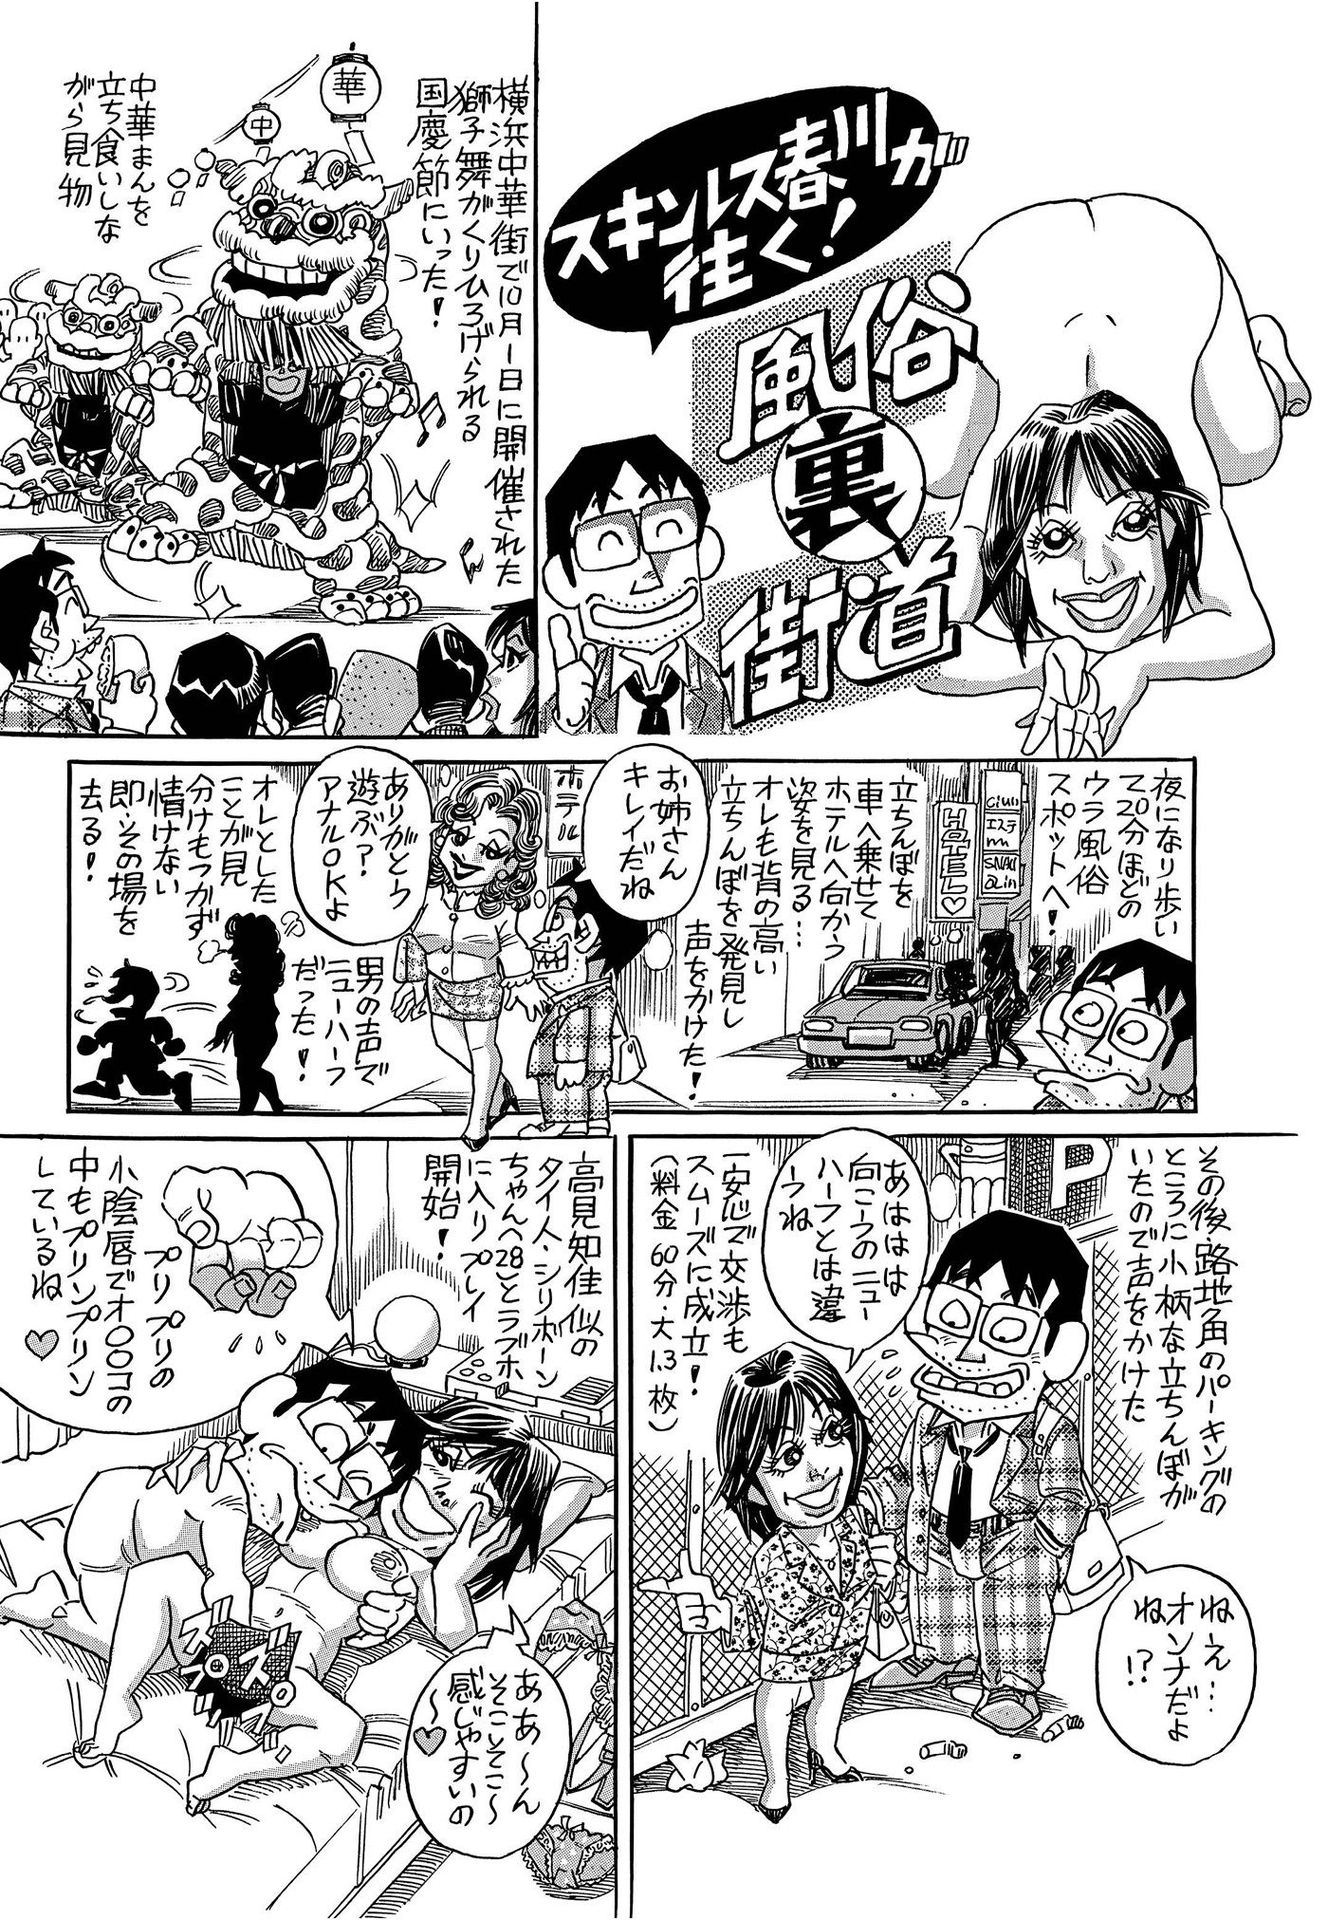 スキンレス春川が
往く!
風俗
裏
街道
横浜中華街で10月1日に開催された
獅子舞がくりひろげられる
国慶節にいった!
華
中
中華まんを
立ち食いしな
がら見物
夜になり歩い
て20分ほどの
ウラ風俗
スポットへ!
エステ
SNACK
HOTEL♡
立ちんぼを
車へ乗せて
ホテルへ向かう
姿を見る…
オレも背の高い
立ちんぼを発見し
声をかけた!
お姉さん
キレイだね
ホテル
ありがとう
遊ぶ?
アナルOKよ
男の声で
ニューハーフ
だった!
オレとした
ことが見
分けもつかず
情けない
即・その場を
去る!
その後・路地角のパーキングの
ところに小柄な立ちんぼが
いたので声をかけた
P
ねえ…
オンナだよ
ね!?
あははは
向こうのニュー
ハーフとは違
うね
一安心で交渉も
スムーズに成立!
(料金60分・大1.3枚)
高見知佳似の
タイ人・シリポーン
ちゃん(28)とラブホ
に入りプレイ
開始!
プリプリの
小陰唇でオ〇〇コの
中もプリンプリン
しているね
♥
あぁ〜ん
そこそこ〜
感じやすいの
〜♥
ズボズボ